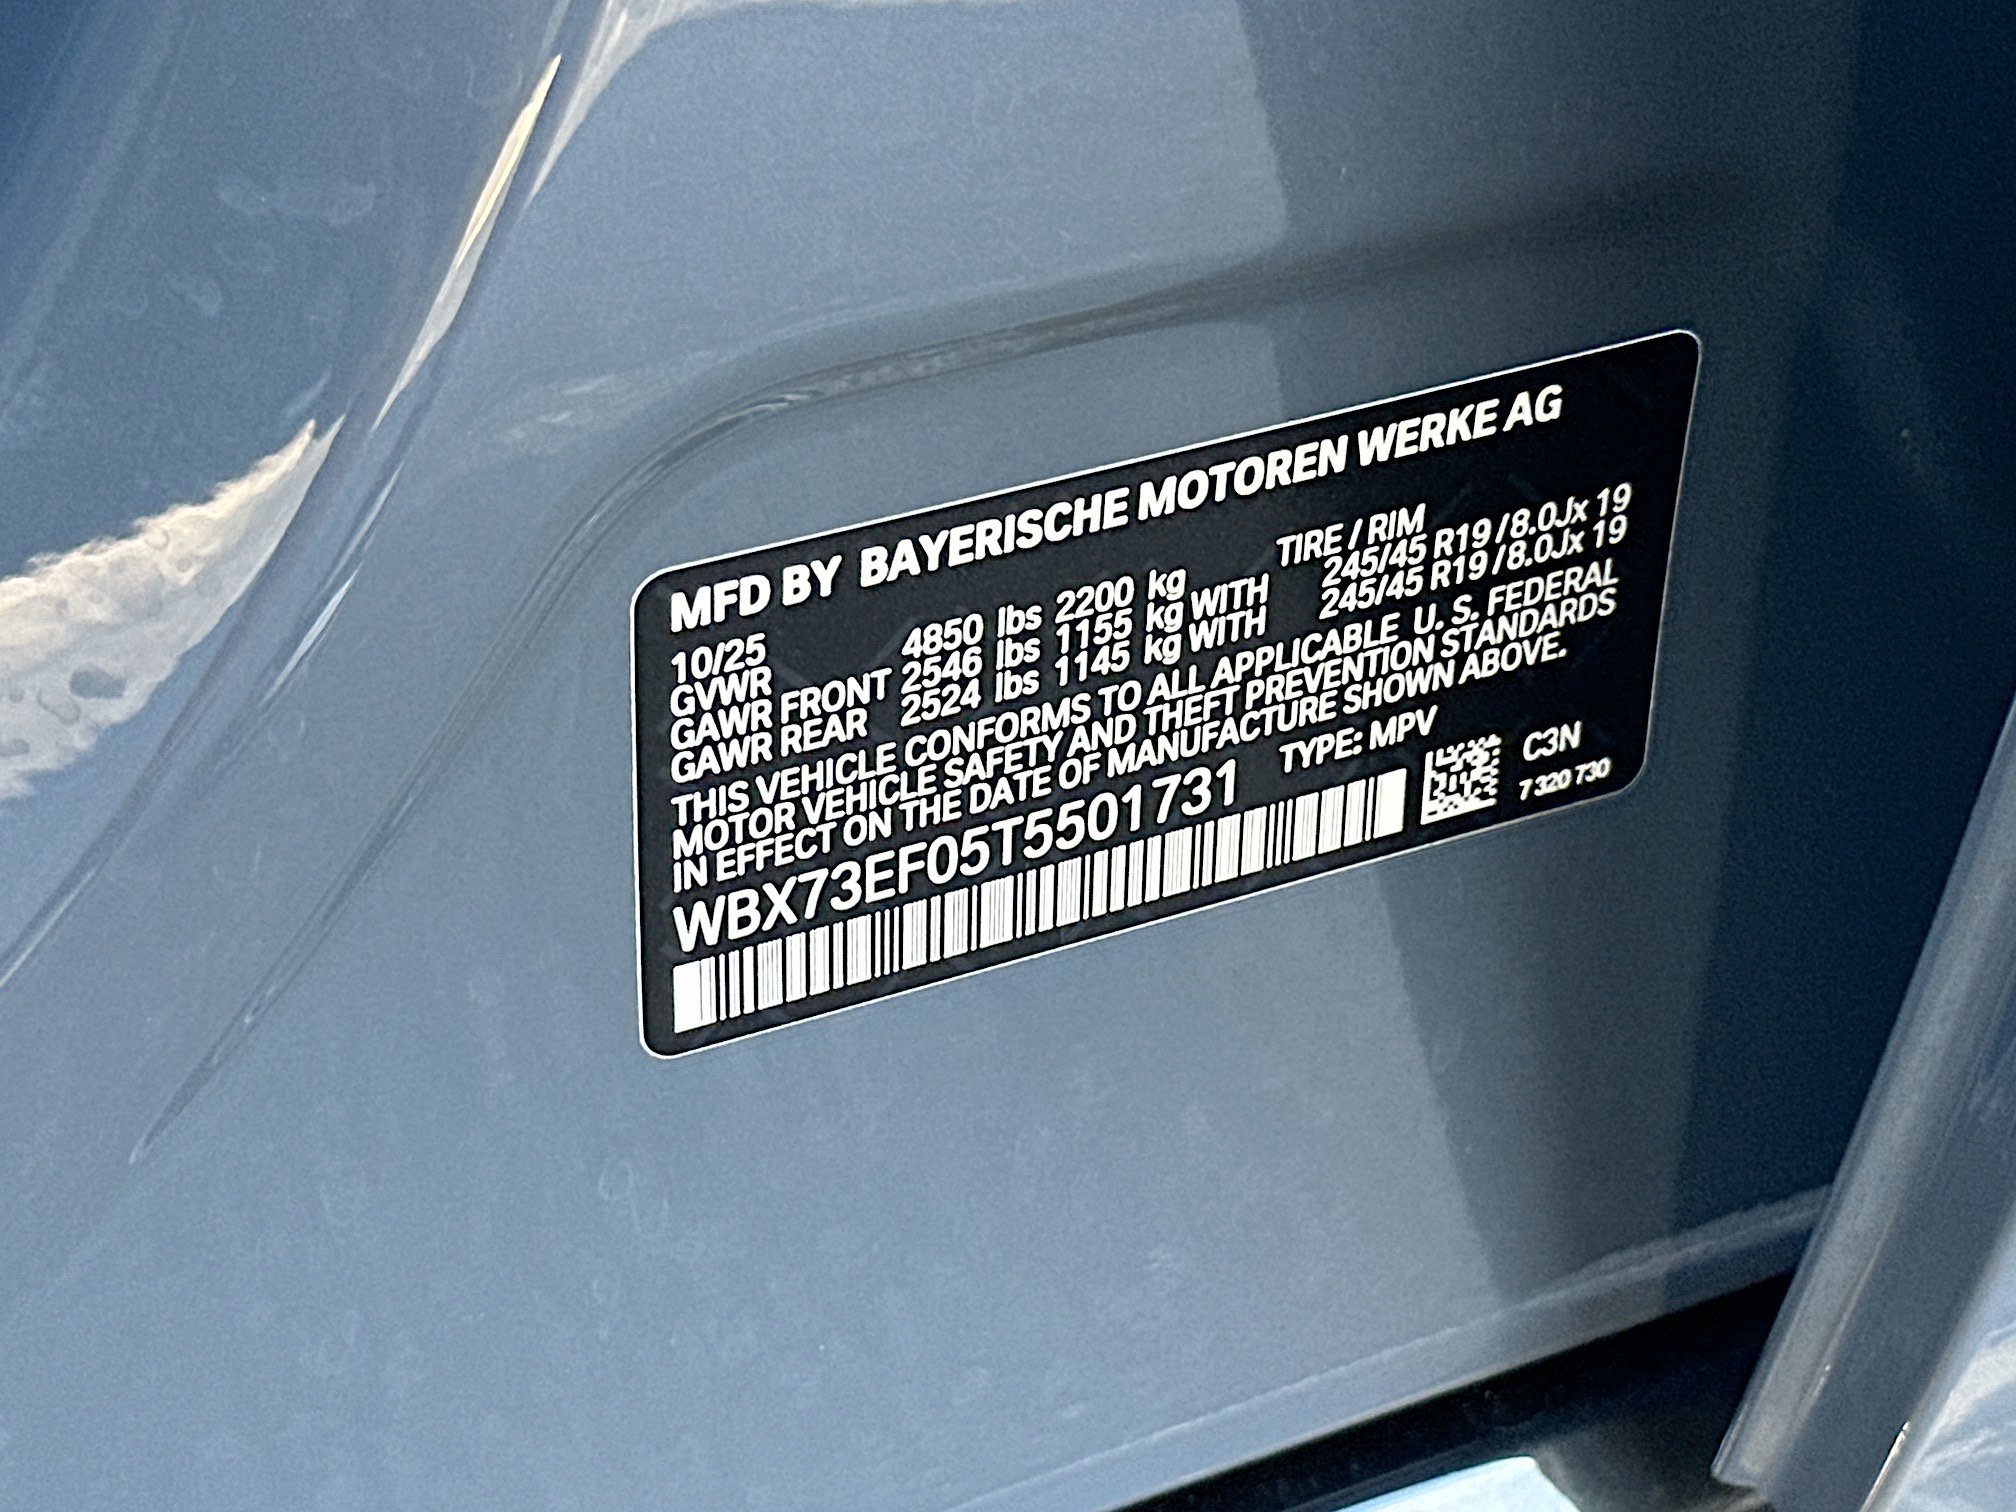 MFD BY BAYERISCHE MOTOREN WERKE AG
10/25 TIRE / RIM
GVWR 4850 lbs 2200 kg
GAWR FRONT 2546 lbs 1155 kg WITH 245/45 R19 / 8.0Jx 19
GAWR REAR 2524 lbs 1145 kg WITH 245/45 R19 / 8.0Jx 19
THIS VEHICLE CONFORMS TO ALL APPLICABLE U. S. FEDERAL
MOTOR VEHICLE SAFETY AND THEFT PREVENTION STANDARDS
IN EFFECT ON THE DATE OF MANUFACTURE SHOWN ABOVE.
WBX73EF05T5501731 TYPE: MPV
C3N
7 320 730